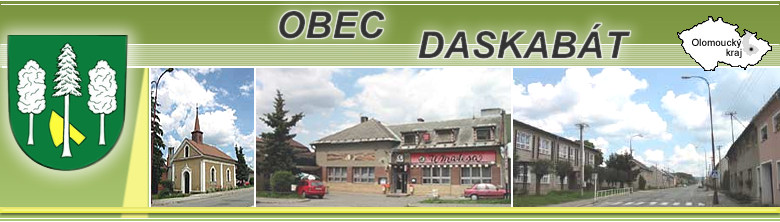 OBEC
DASKABÁT
Olomoucký
kraj